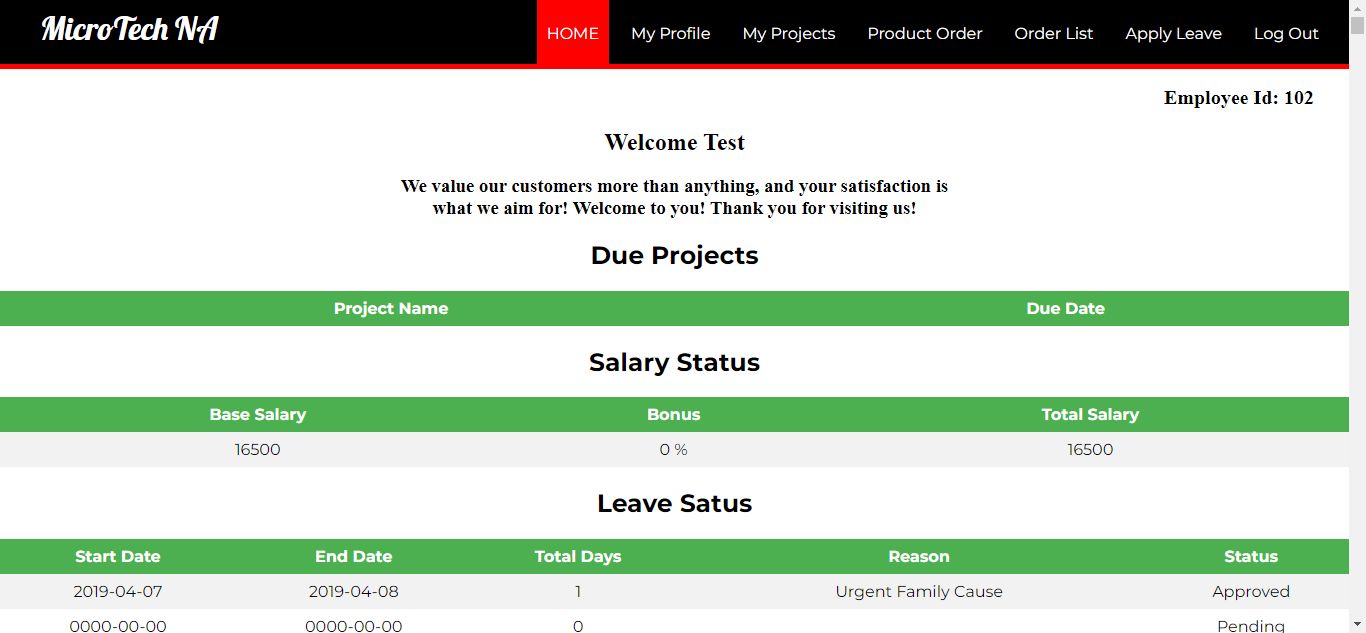 MicroTech NA
HOME My Profile My Projects Product Order Order List Apply Leave Log Out
Employee Id: 102
Welcome Test
We value our customers more than anything, and your satisfaction is
what we aim for! Welcome to you! Thank you for visiting us!
Due Projects
Project Name Due Date
Salary Status
Base Salary Bonus Total Salary
16500 0 % 16500
Leave Satus
Start Date End Date Total Days Reason Status
2019-04-07 2019-04-08 1 Urgent Family Cause Approved
0000-00-00 0000-00-00 0 Pending